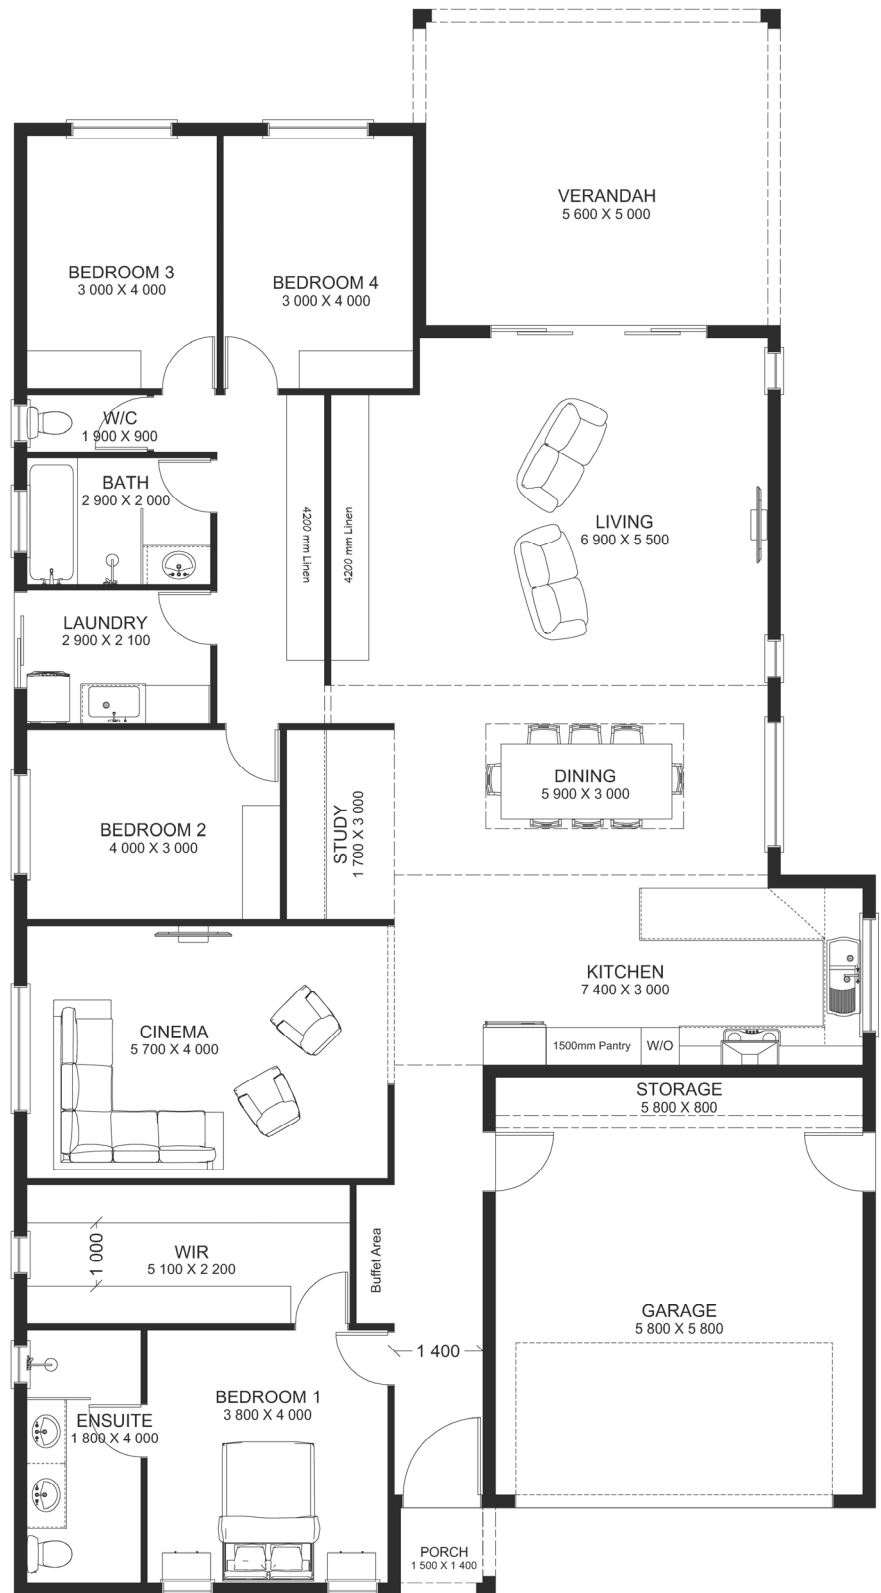 VERANDAH
5 600 X 5 000
BEDROOM 3
3 000 X 4 000
BEDROOM 4
3 000 X 4 000
W/C
1 900 X 900
BATH
2 900 X 2 000
4200 mm Linen
4200 mm Linen
LIVING
6 900 X 5 500
LAUNDRY
2 900 X 2 100
DINING
5 900 X 3 000
BEDROOM 2
4 000 X 3 000
STUDY
1 700 X 3 000
KITCHEN
7 400 X 3 000
CINEMA
5 700 X 4 000
1500mm Pantry
W/O
STORAGE
5 800 X 800
1 000
WIR
5 100 X 2 200
Buffet Area
GARAGE
5 800 X 5 800
1 400
BEDROOM 1
3 800 X 4 000
ENSUITE
1 800 X 4 000
PORCH
1 500 X 1 400